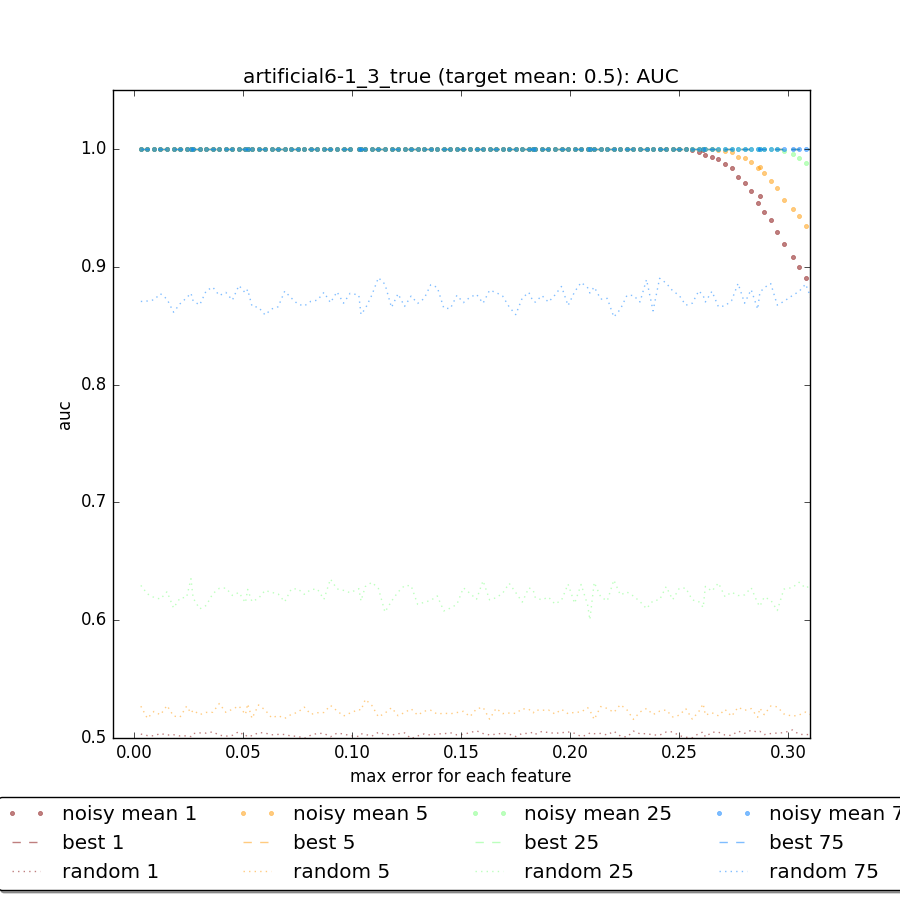 artificial6-1_3_true (target mean: 0.5): AUC
1.0
0.9
0.8
0.7
0.6
0.5
auc
0.00 0.05 0.10 0.15 0.20 0.25 0.30
max error for each feature
noisy mean 1 noisy mean 5 noisy mean 25 noisy mean 7
best 1 best 5 best 25 best 75
random 1 random 5 random 25 random 75